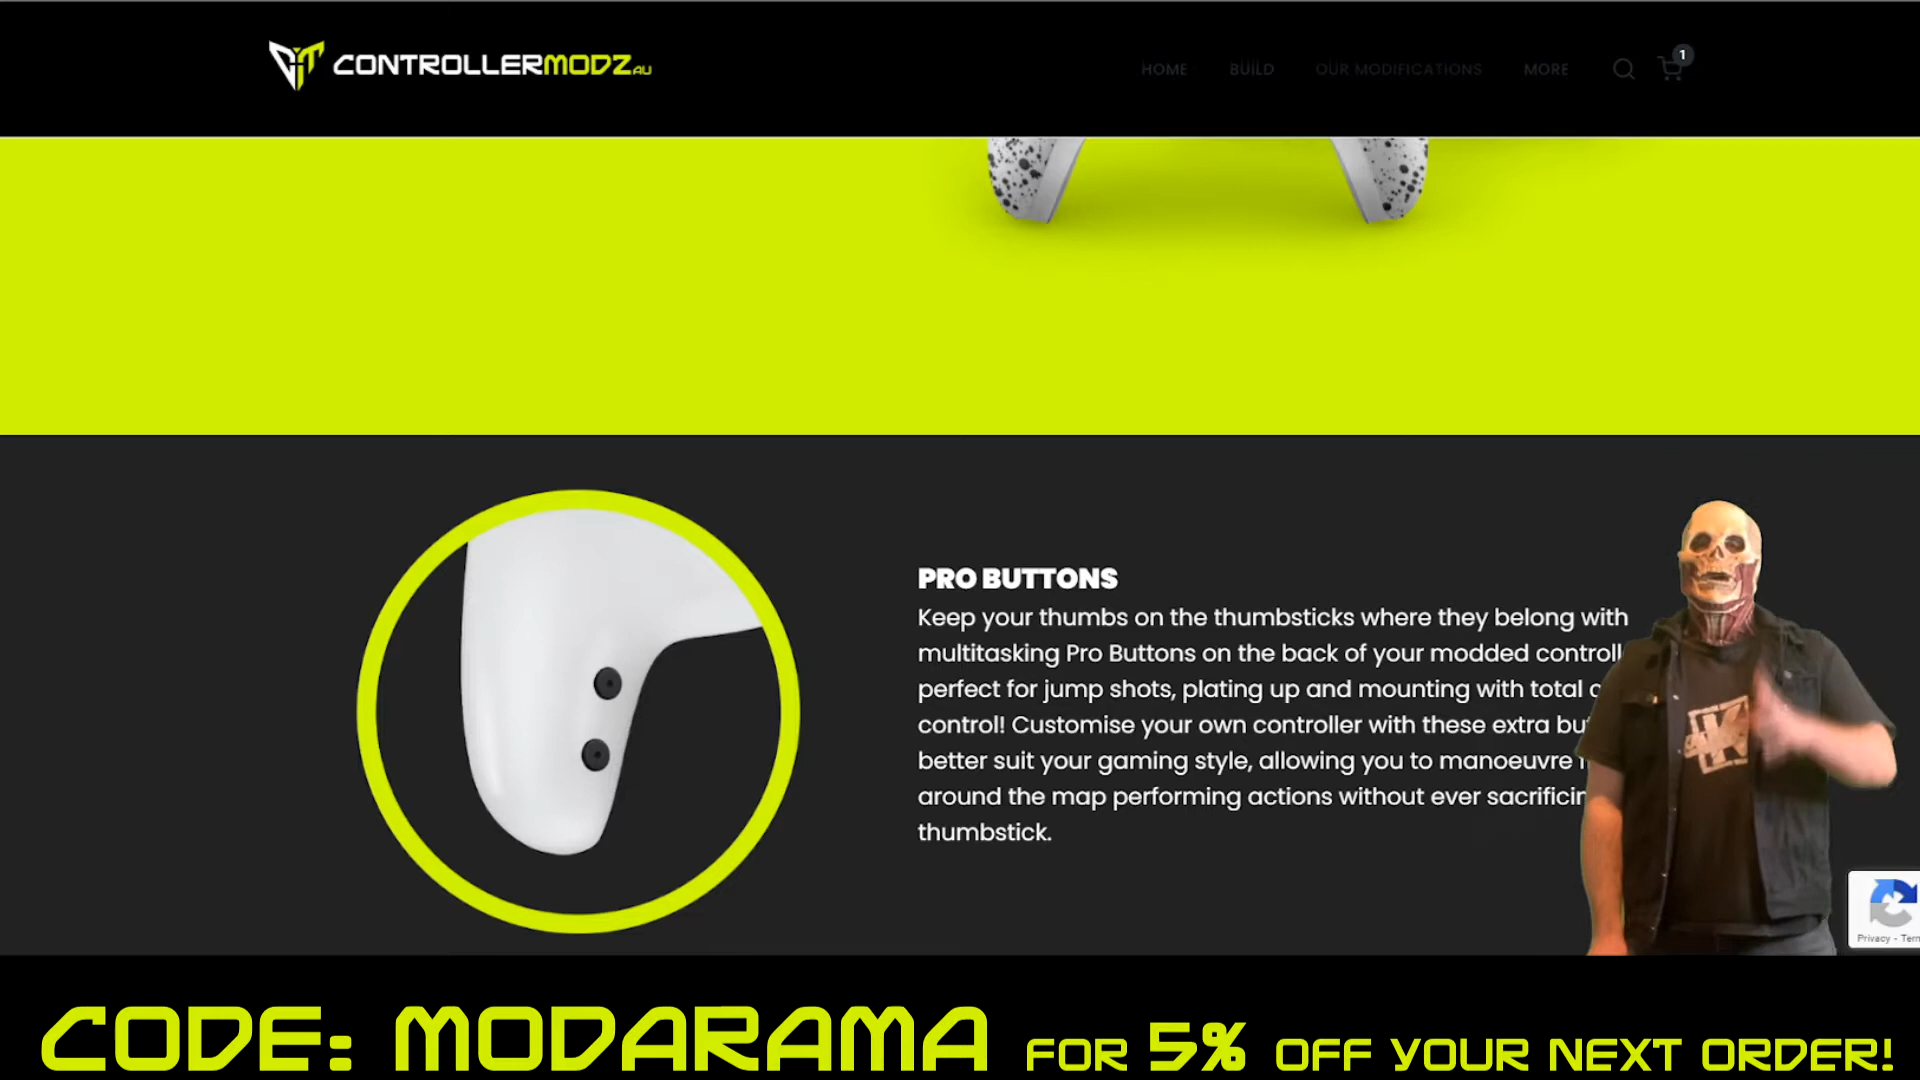 CONTROLLERMODZAU
HOME BUILD OUR MODIFICATIONS MORE 1
PRO BUTTONS
Keep your thumbs on the thumbsticks where they belong with
multitasking Pro Buttons on the back of your modded controll
perfect for jump shots, plating up and mounting with total
control! Customise your own controller with these extra bu
better suit your gaming style, allowing you to manoeuvre
around the map performing actions without ever sacrificin
thumbstick.
Privacy - Term
CODE: MODARAMA FOR 5% OFF YOUR NEXT ORDER!